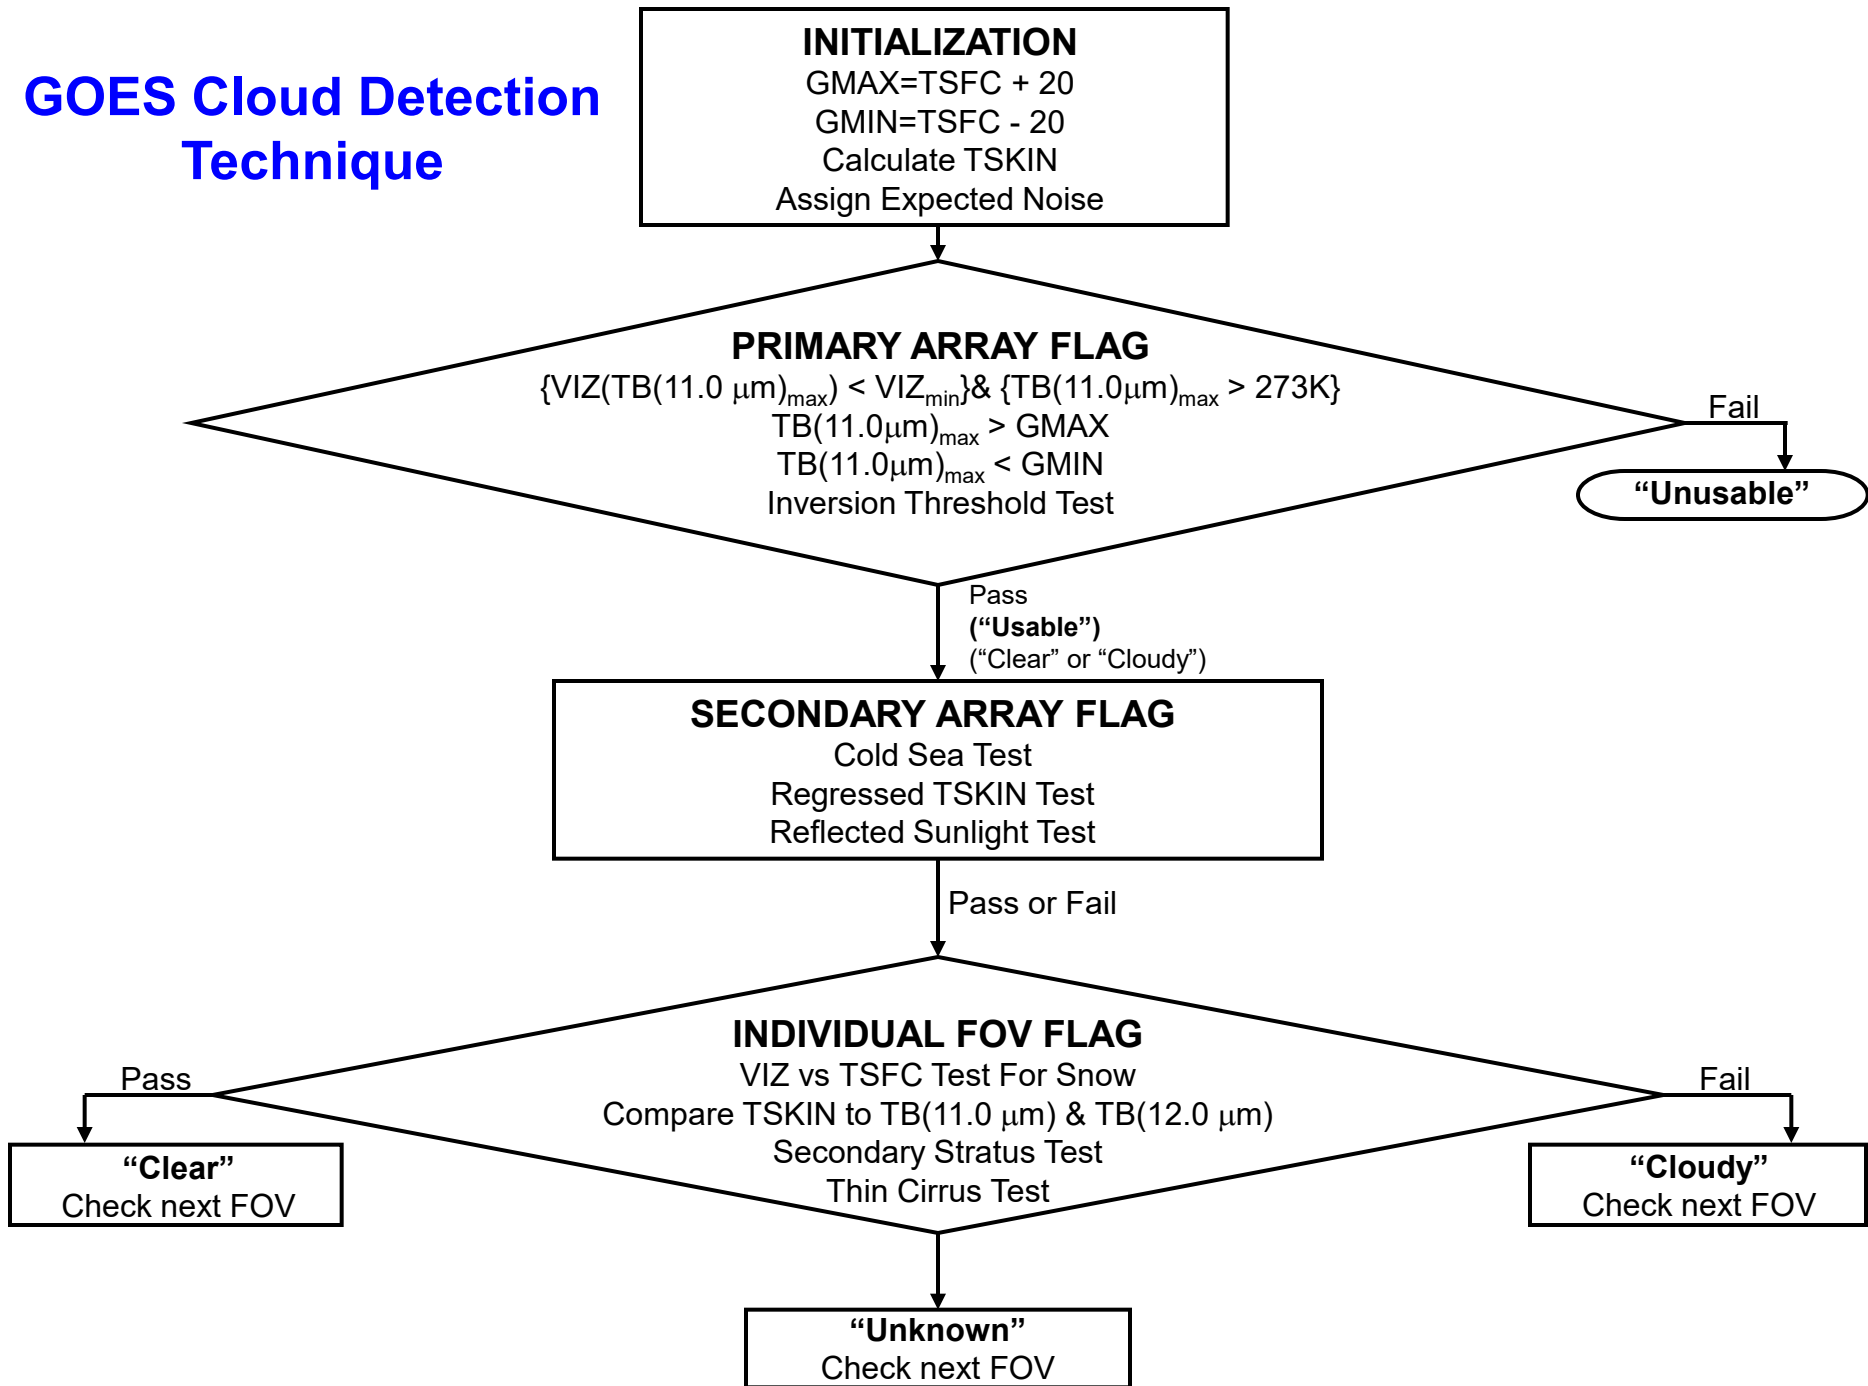 GOES Cloud Detection
Technique
INITIALIZATION
GMAX=TSFC + 20
GMIN=TSFC - 20
Calculate TSKIN
Assign Expected Noise
PRIMARY ARRAY FLAG
{VIZ(TB(11.0 μm)max) < VIZmin}& {TB(11.0μm)max > 273K}
TB(11.0μm)max > GMAX
TB(11.0μm)max < GMIN
Inversion Threshold Test
Fail
“Unusable”
Pass
(“Usable”)
(“Clear” or “Cloudy”)
SECONDARY ARRAY FLAG
Cold Sea Test
Regressed TSKIN Test
Reflected Sunlight Test
Pass or Fail
INDIVIDUAL FOV FLAG
VIZ vs TSFC Test For Snow
Compare TSKIN to TB(11.0 μm) & TB(12.0 μm)
Secondary Stratus Test
Thin Cirrus Test
Pass
“Clear”
Check next FOV
Fail
“Cloudy”
Check next FOV
“Unknown”
Check next FOV